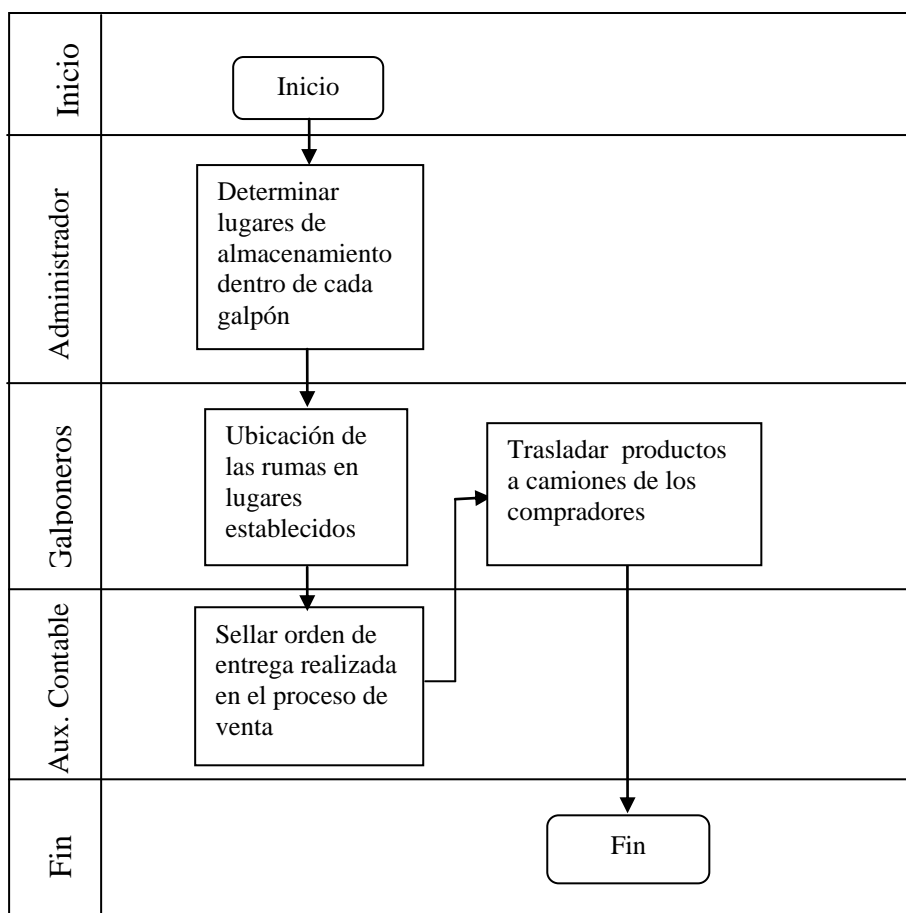 Inicio
Inicio
Administrador
Determinar
lugares de
almacenamiento
dentro de cada
galpón
Galponeros
Ubicación de
las rumas en
lugares
establecidos
Trasladar productos
a camiones de los
compradores
Aux. Contable
Sellar orden de
entrega realizada
en el proceso de
venta
Fin
Fin